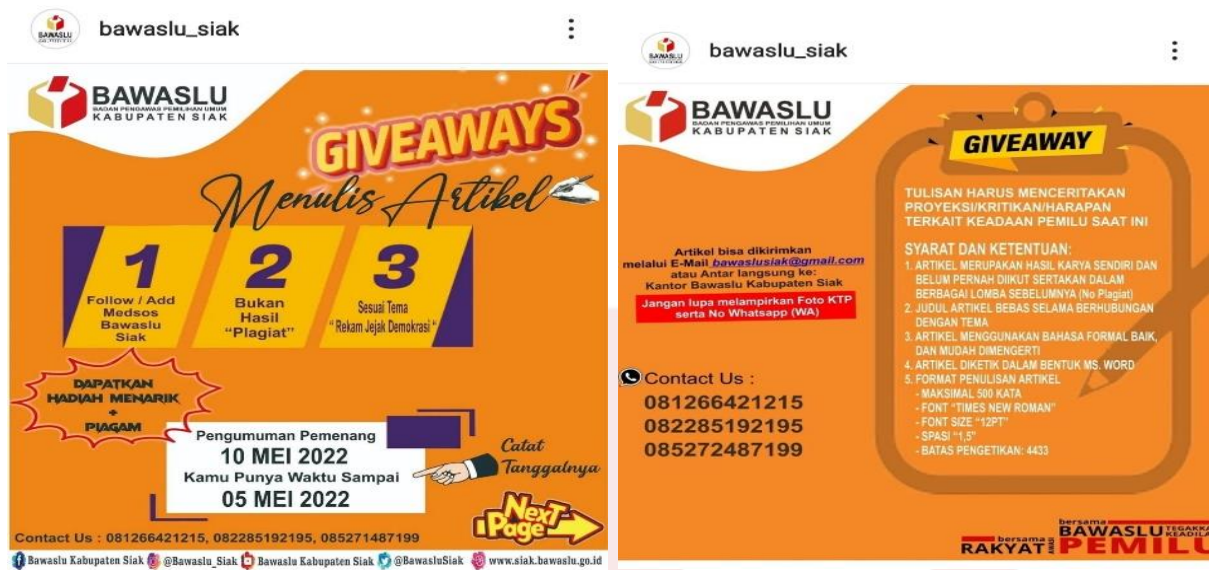 bawaslu_siak
BAWASLU
BADAN PENGAWAS PEMILIHAN UMUM
KABUPATEN SIAK
GIVEAWAYS
Menulis Artikel
1
Follow / Add
Medsos
Bawaslu
Siak
2
Bukan
Hasil
"Plagiat"
3
Sesuai Tema
" Rekam Jejak Demokrasi "
DAPATKAN
HADIAH MENARIK
+
PIAGAM
Pengumuman Pemenang
10 MEI 2022
Kamu Punya Waktu Sampai
05 MEI 2022
Catat
Tanggalnya
Next
Page
Contact Us : 081266421215, 082285192195, 085271487199
Bawaslu Kabupaten Siak @Bawaslu_Siak Bawaslu Kabupaten Siak @BawasluSiak www.siak.bawaslu.go.id
bawaslu_siak
BAWASLU
BADAN PENGAWAS PEMILIHAN UMUM
KABUPATEN SIAK
Artikel bisa dikirimkan
melalui E-Mail bawaslusiak@gmail.com
atau Antar langsung ke:
Kantor Bawaslu Kabupaten Siak
Jangan lupa melampirkan Foto KTP
serta No Whatsapp (WA)
Contact Us :
081266421215
082285192195
085272487199
GIVEAWAY
TULISAN HARUS MENCERITAKAN
PROYEKSI/KRITIKAN/HARAPAN
TERKAIT KEADAAN PEMILU SAAT INI
SYARAT DAN KETENTUAN:
1. ARTIKEL MERUPAKAN HASIL KARYA SENDIRI DAN
BELUM PERNAH DIIKUT SERTAKAN DALAM
BERBAGAI LOMBA SEBELUMNYA (No Plagiat)
2. JUDUL ARTIKEL BEBAS SELAMA BERHUBUNGAN
DENGAN TEMA
3. ARTIKEL MENGGUNAKAN BAHASA FORMAL BAIK,
DAN MUDAH DIMENGERTI
4. ARTIKEL DIKETIK DALAM BENTUK MS. WORD
5. FORMAT PENULISAN ARTIKEL
- MAKSIMAL 500 KATA
- FONT "TIMES NEW ROMAN"
- FONT SIZE "12PT"
- SPASI "1,5"
- BATAS PENGETIKAN: 4433
bersama
RAKYAT
AWASI
bersama
BAWASLU
PEMILU